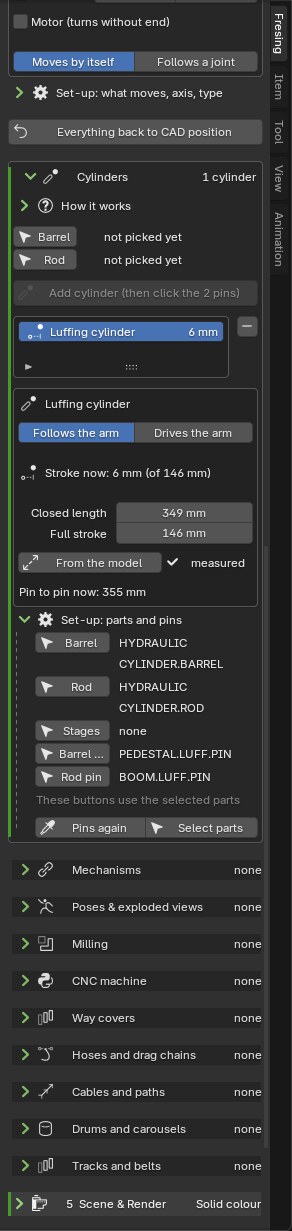 Motor (turns without end)
Moves by itself
Follows a joint
Set-up: what moves, axis, type
Everything back to CAD position
Cylinders
1 cylinder
How it works
Barrel
not picked yet
Rod
not picked yet
Add cylinder (then click the 2 pins)
Luffing cylinder
6 mm
Luffing cylinder
Follows the arm
Drives the arm
Stroke now: 6 mm (of 146 mm)
Closed length
349 mm
Full stroke
146 mm
From the model
measured
Pin to pin now: 355 mm
Set-up: parts and pins
Barrel
HYDRAULIC
CYLINDER.BARREL
Rod
HYDRAULIC
CYLINDER.ROD
Stages
none
Barrel ...
PEDESTAL.LUFF.PIN
Rod pin
BOOM.LUFF.PIN
These buttons use the selected parts
Pins again
Select parts
Mechanisms
none
Poses & exploded views
none
Milling
none
CNC machine
none
Way covers
none
Hoses and drag chains
none
Cables and paths
none
Drums and carousels
none
Tracks and belts
none
5 Scene & Render
Solid colour
Fresing
Item
Tool
View
Animation